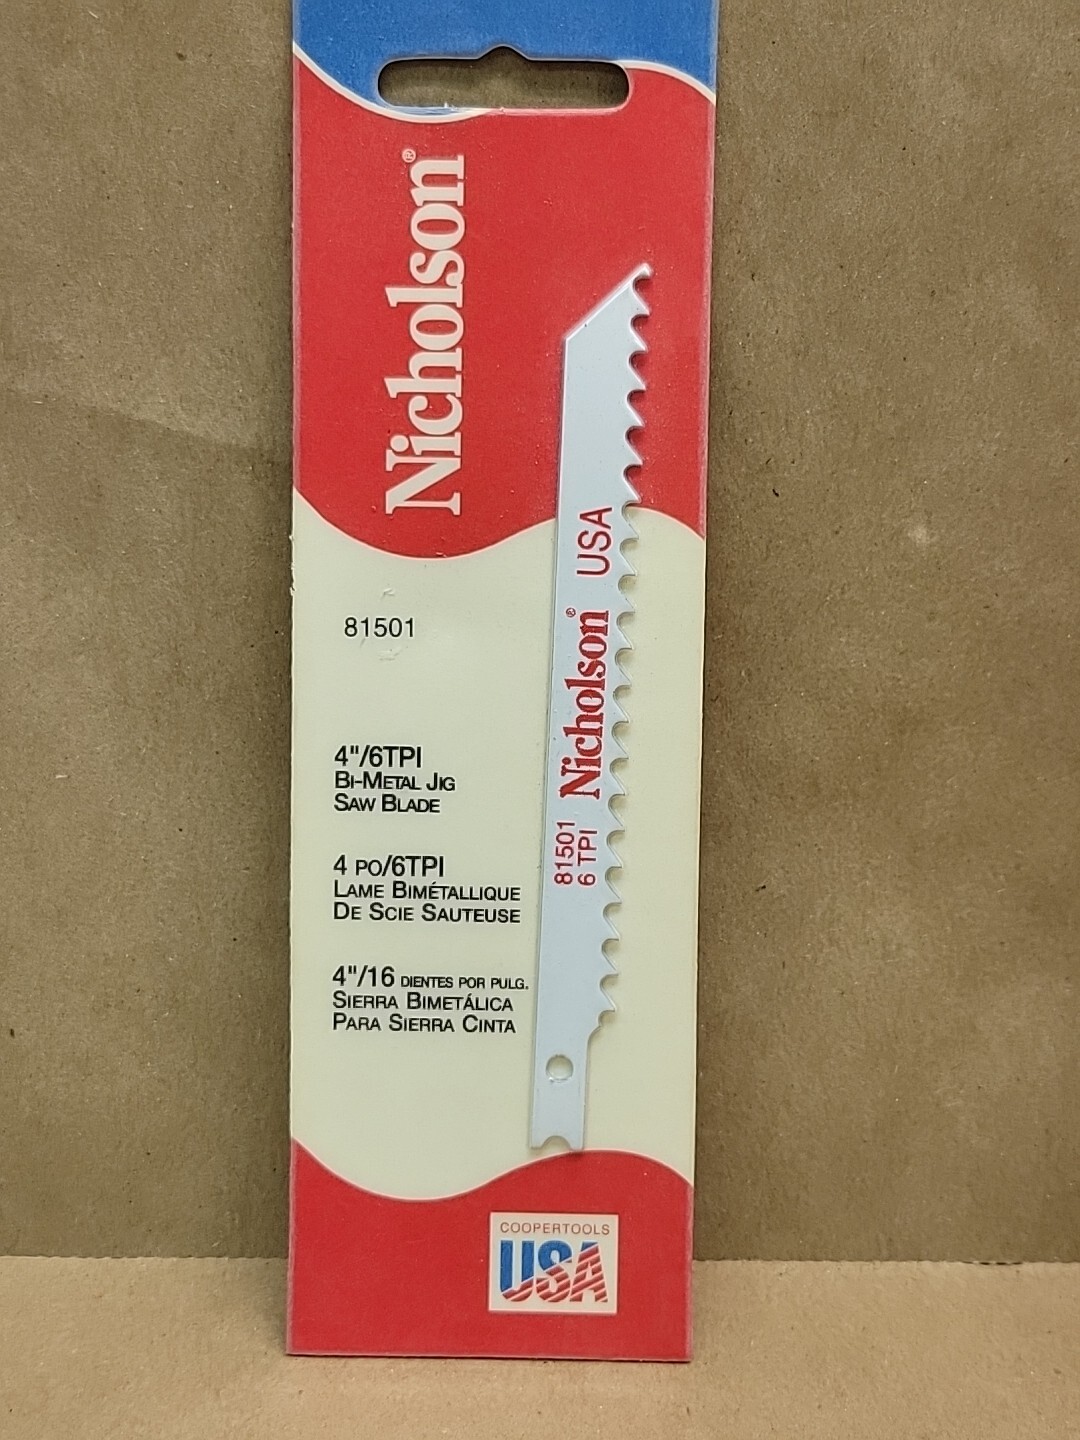 Nicholson®
81501
4"/6TPI
BI-METAL JIG
SAW BLADE
4 PO/6TPI
LAME BIMÉTALLIQUE
DE SCIE SAUTEUSE
4"/16 DIENTES POR PULG.
SIERRA BIMETÁLICA
PARA SIERRA CINTA
81501
6 TPI
Nicholson® USA
COOPERTOOLS
USA